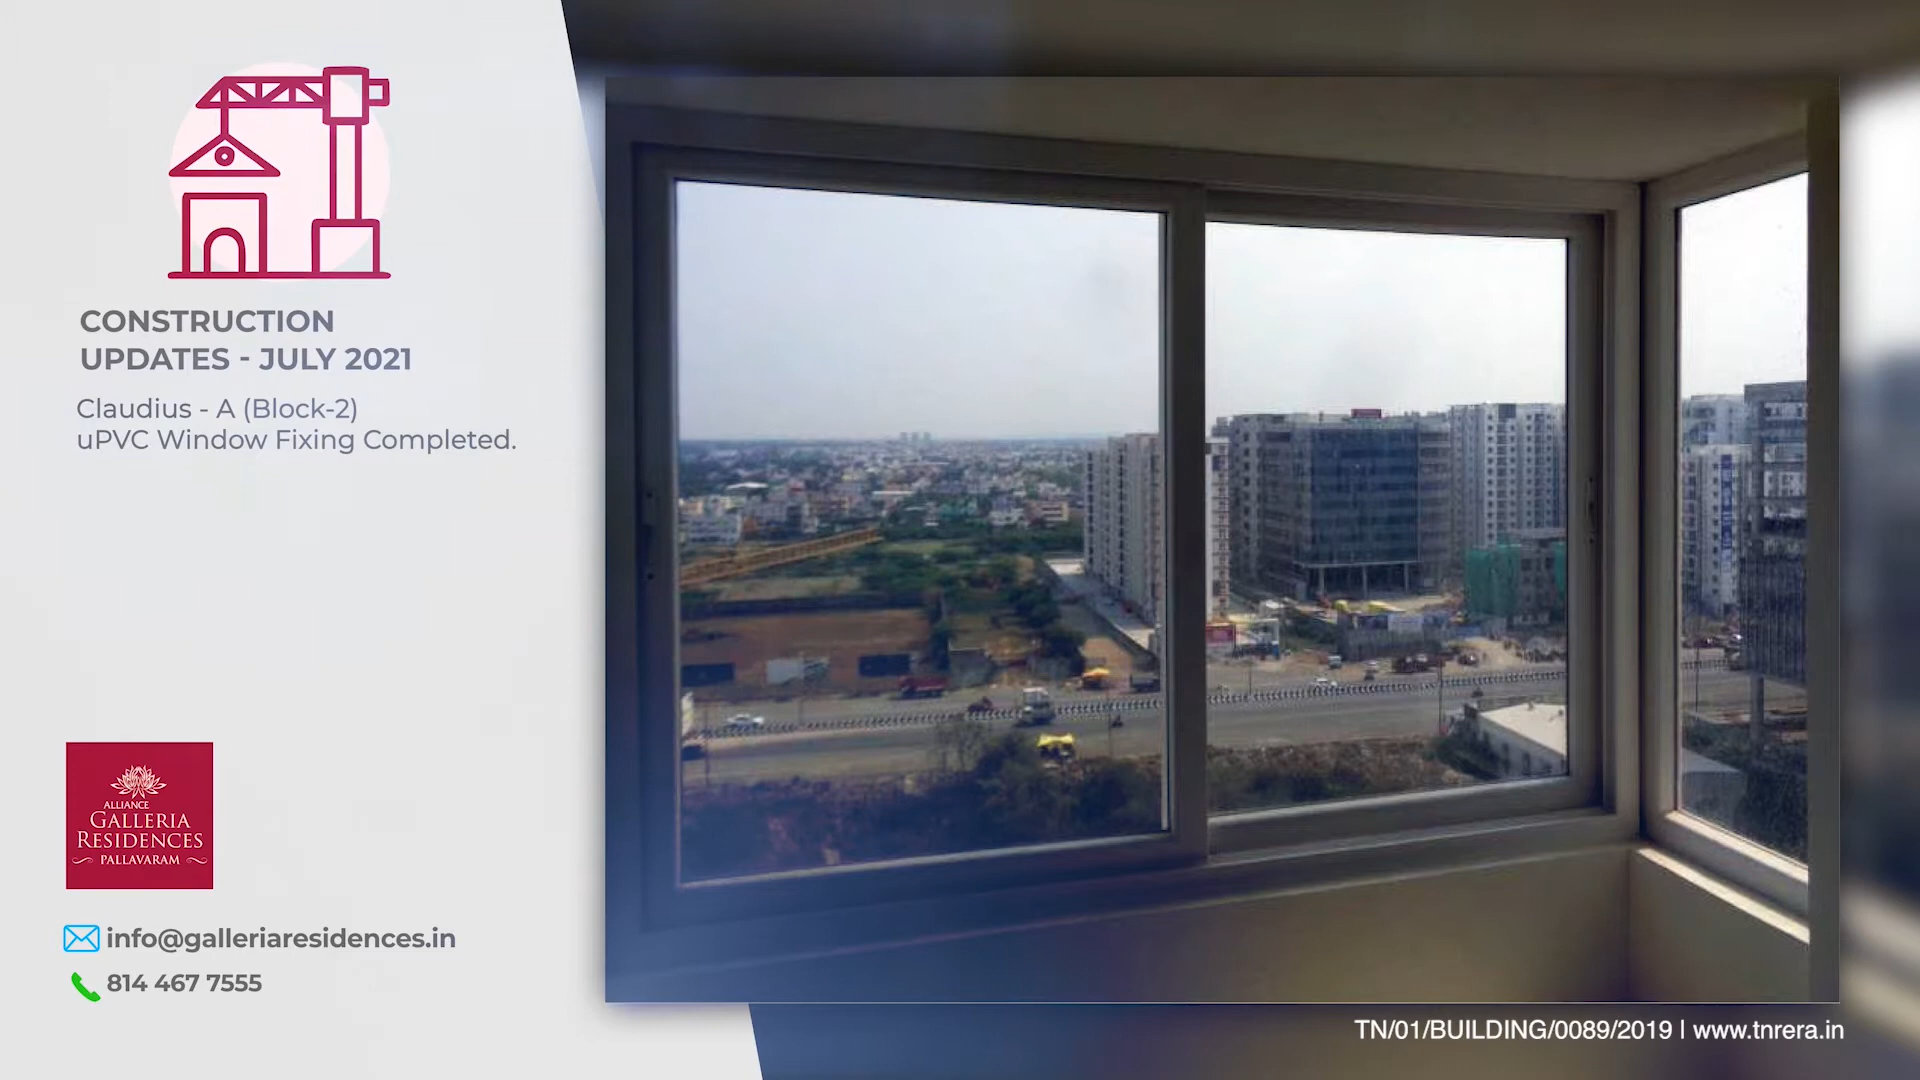 CONSTRUCTION
UPDATES - JULY 2021
Claudius - A (Block-2)
uPVC Window Fixing Completed.
ALLIANCE
GALLERIA
RESIDENCES
PALLAVARAM
info@galleriaresidences.in
814 467 7555
TN/01/BUILDING/0089/2019 | www.tnrera.in